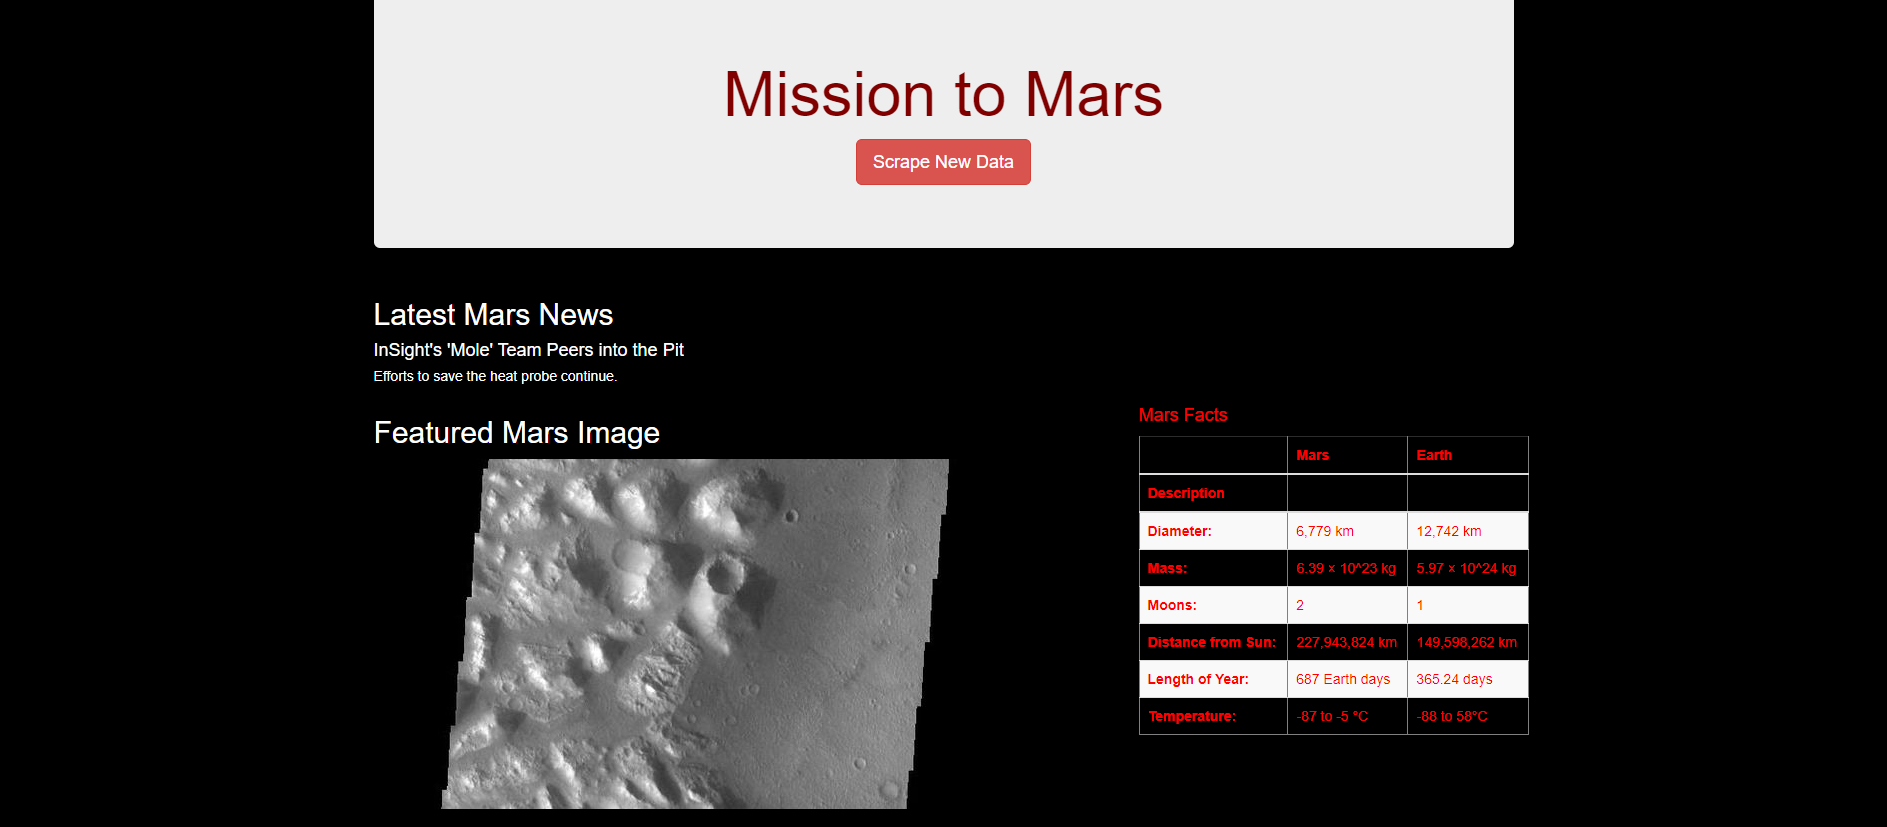 Mission to Mars
Scrape New Data
Latest Mars News
InSight's 'Mole' Team Peers into the Pit
Efforts to save the heat probe continue.
Featured Mars Image
Mars Facts
Mars Earth
Description
Diameter: 6,779 km 12,742 km
Mass: 6.39 × 10^23 kg 5.97 × 10^24 kg
Moons: 2 1
Distance from Sun: 227,943,824 km 149,598,262 km
Length of Year: 687 Earth days 365.24 days
Temperature: -87 to -5 °C -88 to 58°C